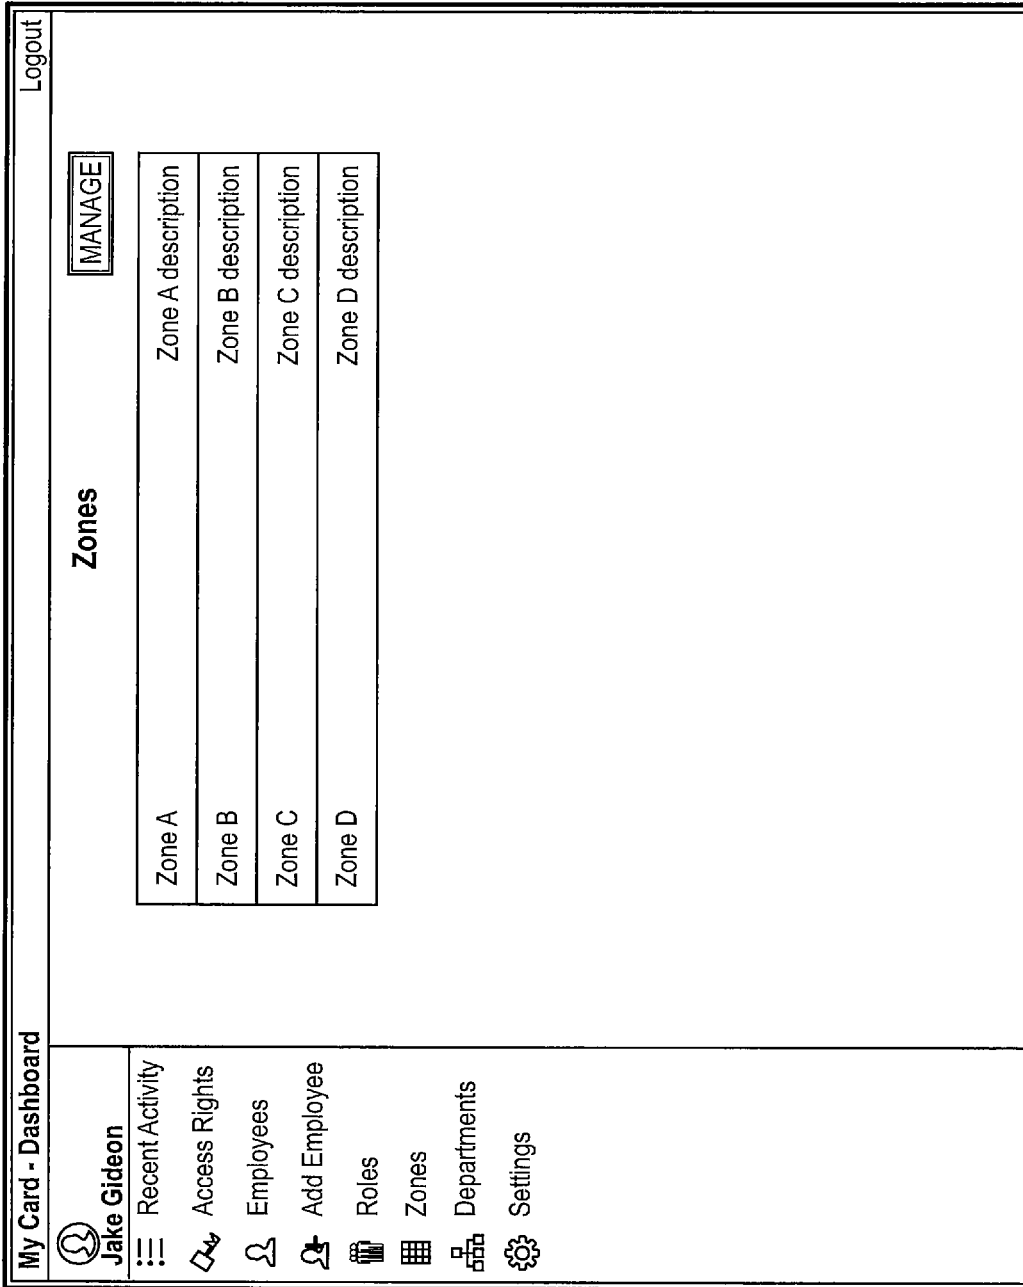 My Card - Dashboard
Logout
Jake Gideon
Recent Activity
Access Rights
Employees
Add Employee
Roles
Zones
Departments
Settings
Zones
MANAGE
Zone A Zone A description
Zone B Zone B description
Zone C Zone C description
Zone D Zone D description